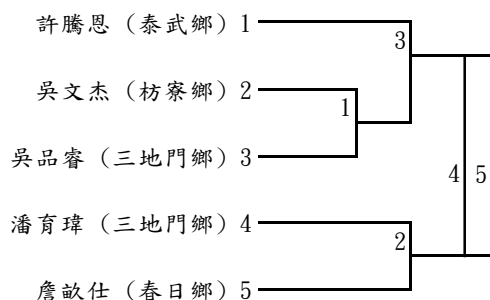 許騰恩 (泰武鄉) 1
3
吳文杰 (枋寮鄉) 2
1
吳品睿 (三地門鄉) 3
4 5
潘育瑋 (三地門鄉) 4
2
詹畝仕 (春日鄉) 5